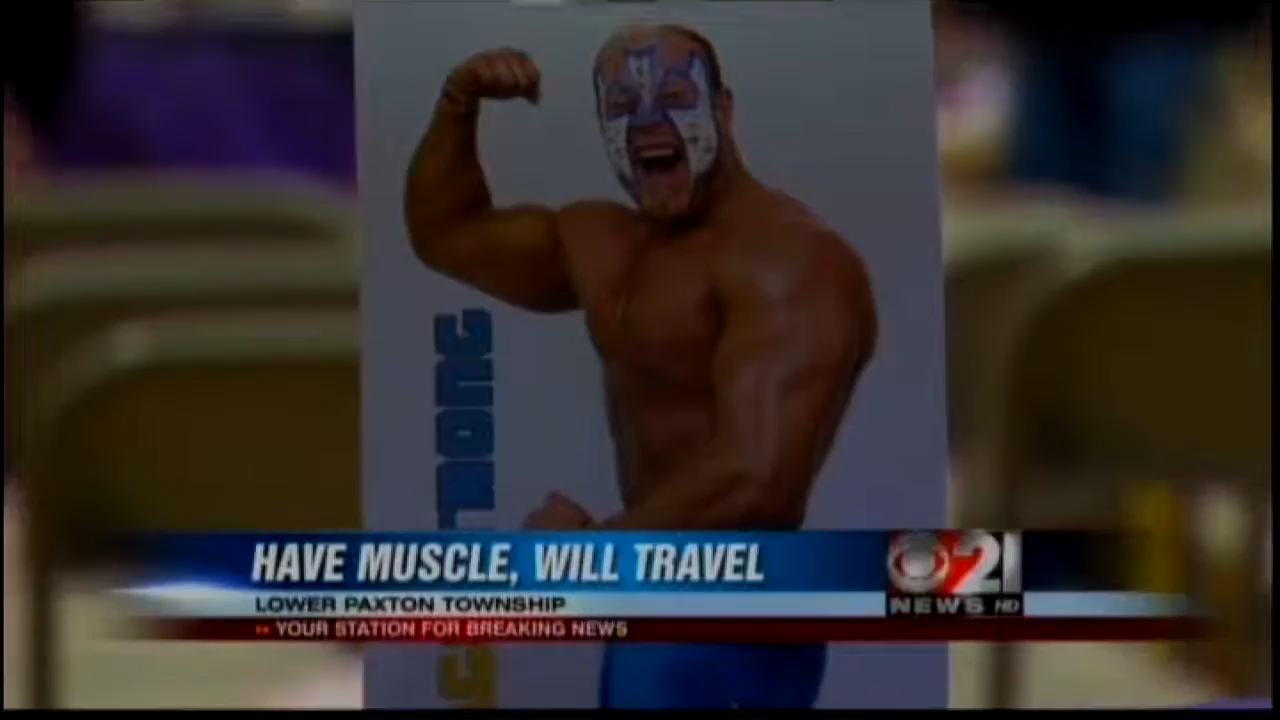 HAVE MUSCLE, WILL TRAVEL
LOWER PAXTON TOWNSHIP
YOUR STATION FOR BREAKING NEWS
21
NEWS HD